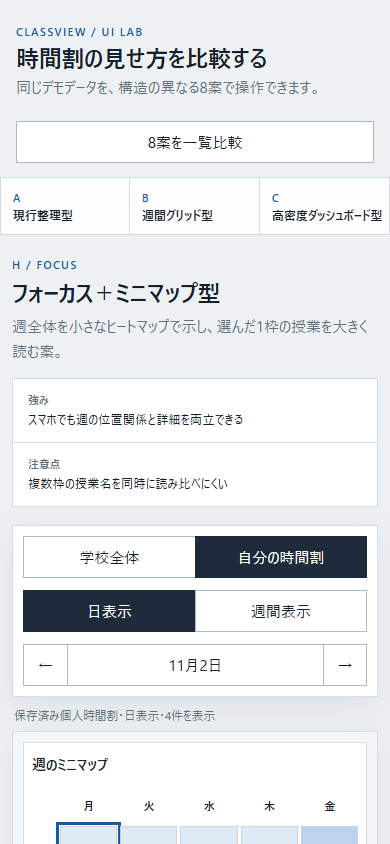 CLASSVIEW / UI LAB
時間割の見せ方を比較する
同じデモデータを、構造の異なる8案で操作できます。
8案を一覧比較
A
現行整理型
B
週間グリッド型
C
高密度ダッシュボード型
H / FOCUS
フォーカス＋ミニマップ型
週全体を小さなヒートマップで示し、選んだ1枠の授業を大きく
読む案。
強み
スマホでも週の位置関係と詳細を両立できる
注意点
複数枠の授業名を同時に読み比べにくい
学校全体
自分の時間割
日表示
週間表示
←
11月2日
→
保存済み個人時間割・日表示・4件を表示
週のミニマップ
月
火
水
木
金